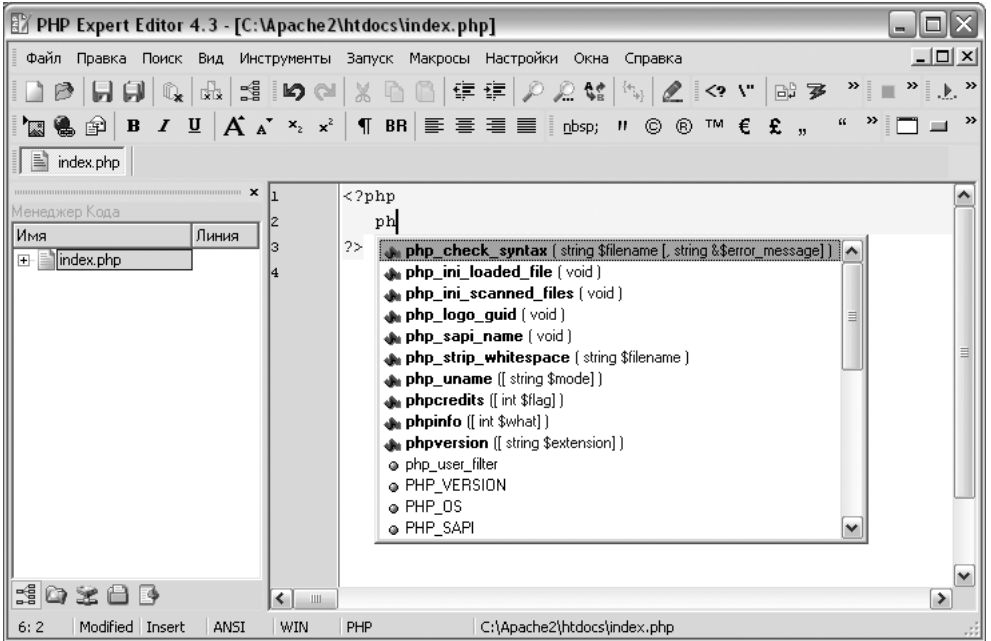 PHP Expert Editor 4.3 - [C:\Apache2\htdocs\index.php]
Файл Правка Поиск Вид Инструменты Запуск Макросы Настройки Окна Справка
<? \" »  » »
B I U A A x₂ x² ¶ BR nbsp; " © ® ™ € £ „ “ » »
index.php
Менеджер Кода
Имя Линия
index.php
1 <?php
2 ph
3 ?>
4
php_check_syntax ( string $filename [, string &$error_message] )
php_ini_loaded_file ( void )
php_ini_scanned_files ( void )
php_logo_guid ( void )
php_sapi_name ( void )
php_strip_whitespace ( string $filename )
php_uname ([ string $mode] )
phpcredits ([ int $flag] )
phpinfo ([ int $what] )
phpversion ([ string $extension] )
php_user_filter
PHP_VERSION
PHP_OS
PHP_SAPI
6: 2 Modified Insert ANSI WIN PHP C:\Apache2\htdocs\index.php